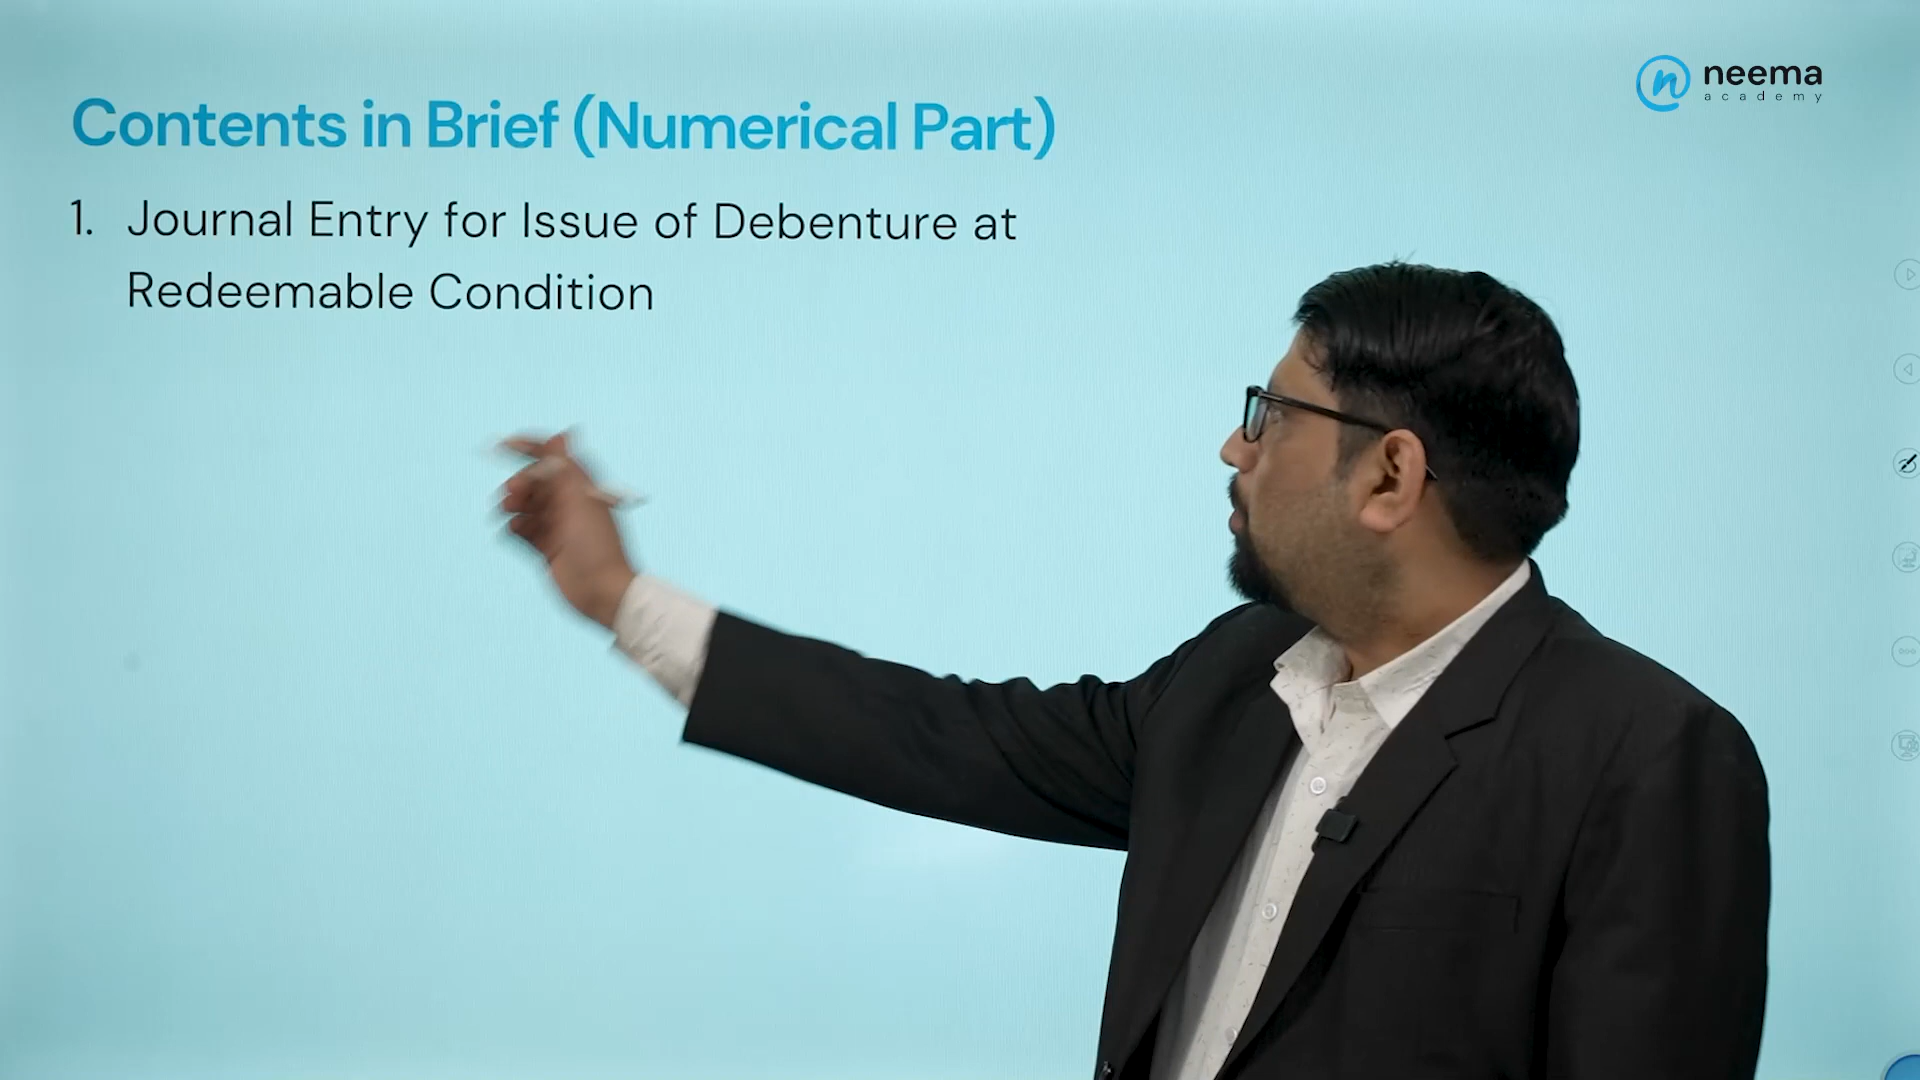 neema
academy
Contents in Brief (Numerical Part)
1. Journal Entry for Issue of Debenture at
Redeemable Condition